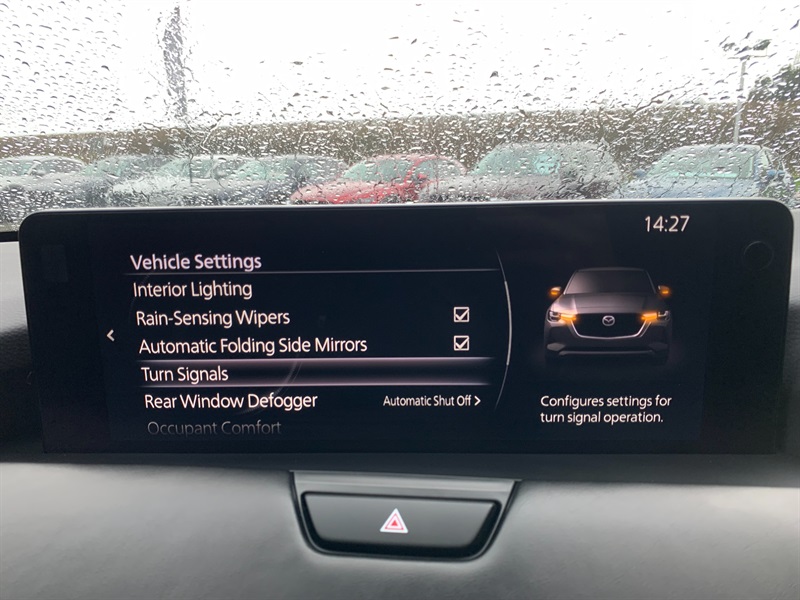 14:27
Vehicle Settings
Interior Lighting
Rain-Sensing Wipers
Automatic Folding Side Mirrors
Turn Signals
Rear Window Defogger Automatic Shut Off
Occupant Comfort
Configures settings for
turn signal operation.